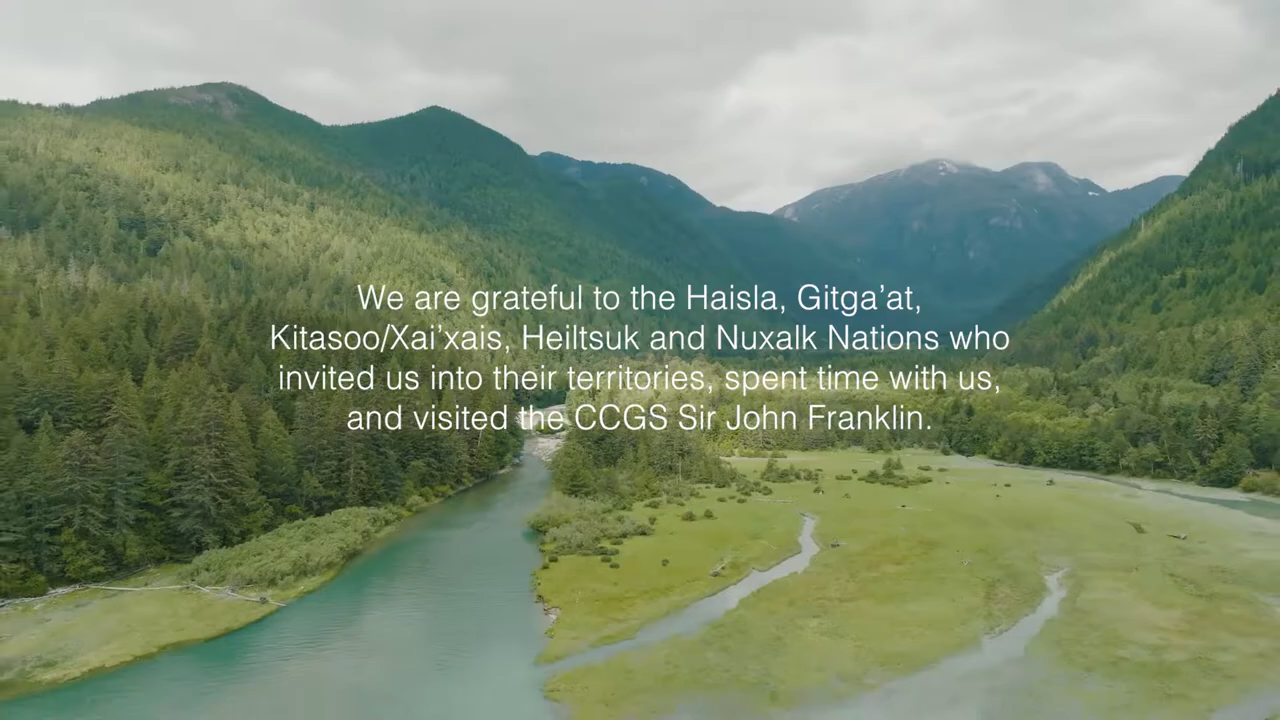 We are grateful to the Haisla, Gitga’at,
Kitasoo/Xai’xais, Heiltsuk and Nuxalk Nations who
invited us into their territories, spent time with us,
and visited the CCGS Sir John Franklin.